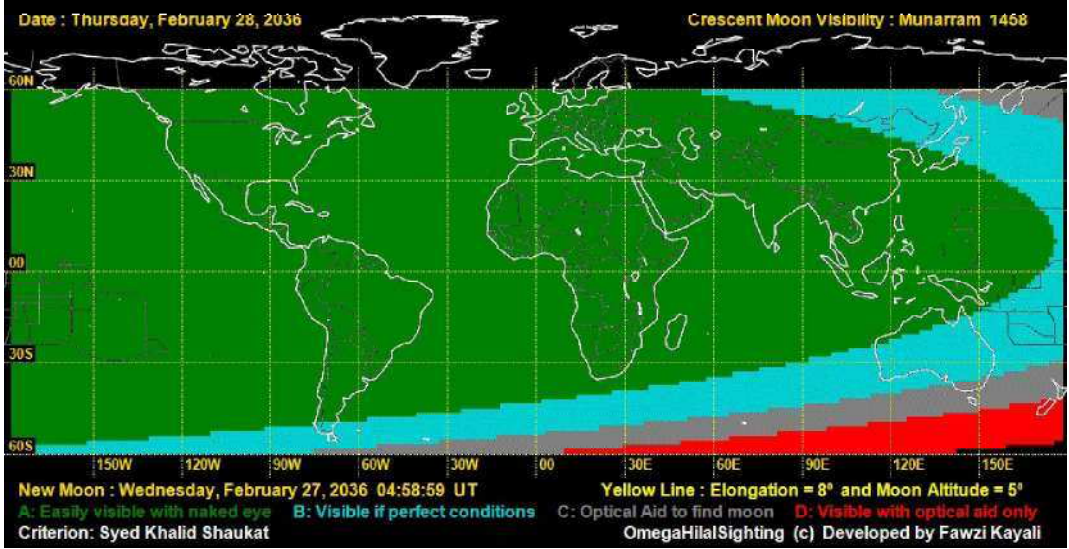 Date : Thursday, February 28, 2036
Crescent Moon Visibility : Munarram 1458
60N
30N
00
30S
60S
150W 120W 90W 60W 30W 00 30E 60E 90E 120E 150E
New Moon : Wednesday, February 27, 2036 04:58:59 UT
Yellow Line : Elongation = 8º and Moon Altitude = 5º
A: Easily visible with naked eye B: Visible if perfect conditions C: Optical Aid to find moon D: Visible with optical aid only
Criterion: Syed Khalid Shaukat
OmegaHilalSighting (c) Developed by Fawzi Kayali